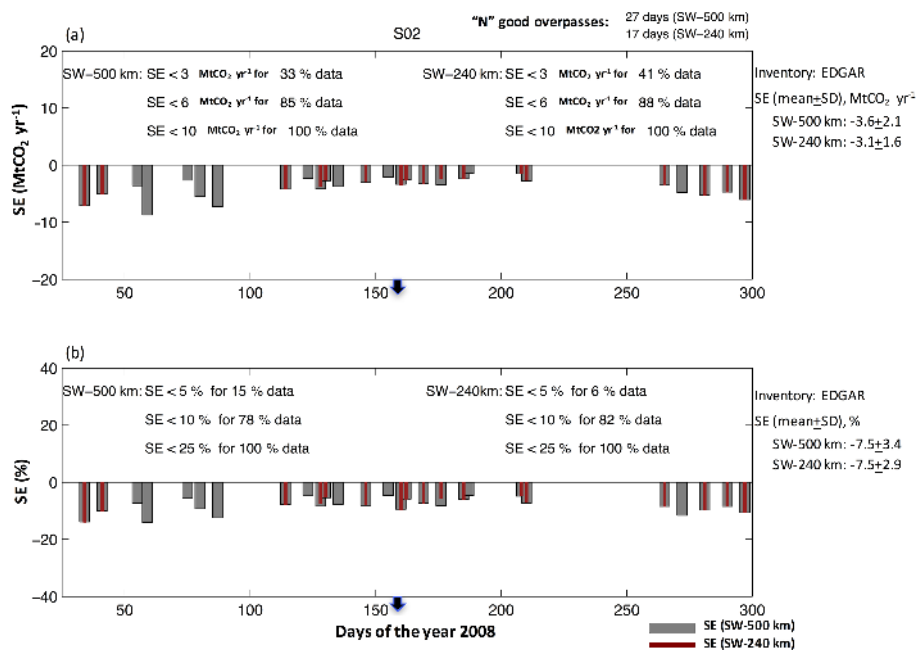 "N" good overpasses: 27 days (SW–500 km)
17 days (SW–240 km)
(a) S02
SW–500 km: SE < 3 MtCO₂ yr⁻¹ for 33 % data
SE < 6 MtCO₂ yr⁻¹ for 85 % data
SE < 10 MtCO₂ yr⁻¹ for 100 % data
SW–240 km: SE < 3 MtCO₂ yr⁻¹ for 41 % data
SE < 6 MtCO₂ yr⁻¹ for 88 % data
SE < 10 MtCO2 yr⁻¹ for 100 % data
Inventory: EDGAR
SE (mean±SD), MtCO₂ yr⁻¹
SW-500 km: -3.6±2.1
SW-240 km: -3.1±1.6
SE (MtCO₂ yr⁻¹)
20
10
0
−10
−20
50 100 150 200 250 300
(b)
SW–500 km: SE < 5 % for 15 % data
SE < 10 % for 78 % data
SE < 25 % for 100 % data
SW–240km: SE < 5 % for 6 % data
SE < 10 % for 82 % data
SE < 25 % for 100 % data
Inventory: EDGAR
SE (mean±SD), %
SW-500 km: -7.5±3.4
SW-240 km: -7.5±2.9
SE (%)
40
20
0
−20
−40
50 100 150 200 250 300
Days of the year 2008
SE (SW-500 km)
SE (SW-240 km)